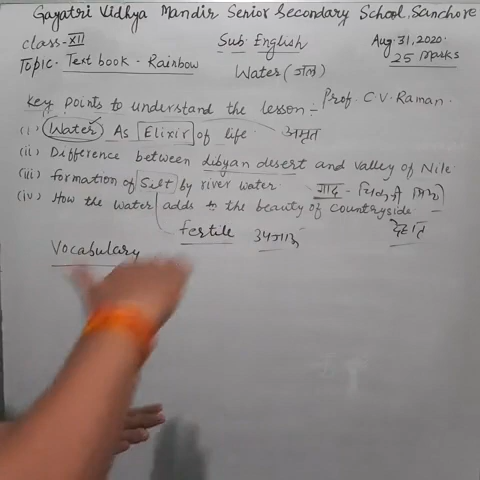 Gayatri Vidhya Mandir Senior Secondary School, Sanchore
Class-XII Sub: English Aug. 31, 2020
Topic- Text book - Rainbow 25 Marks
Water (जल)
Key points to understand the lesson :- Prof. C.V. Raman.
(i) Water As Elixir of life. अमृत
(ii) Difference between dibyan desert and valley of Nile.
(iii) formation of Silt by river water. गाद - चिकनी मिट्टी
(iv) How the water adds to the beauty of countryside
fertile उपजाऊ देहात
Vocabulary